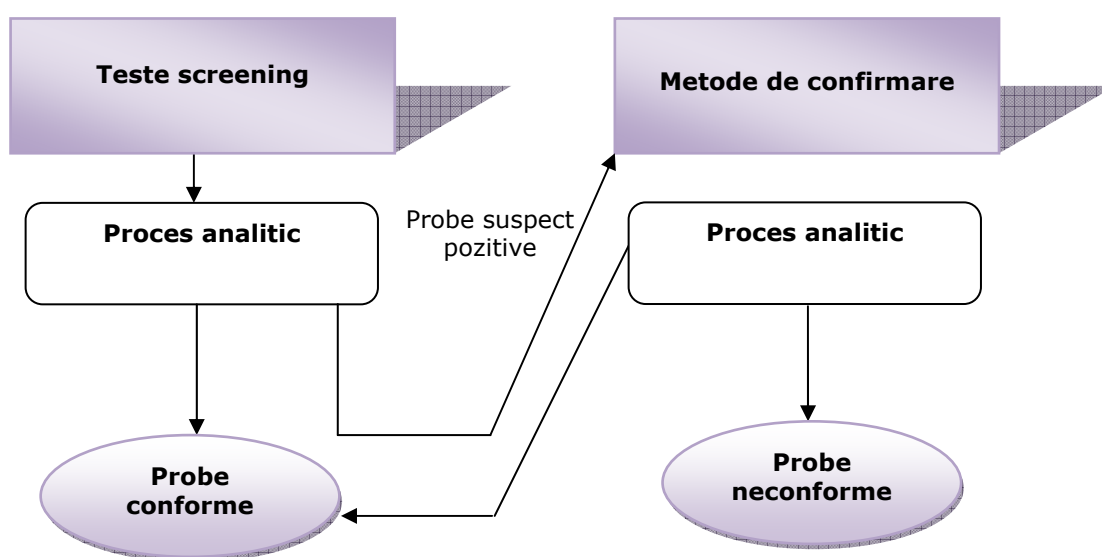 Teste screening
Metode de confirmare
Proces analitic
Probe suspect
pozitive
Proces analitic
Probe
conforme
Probe
neconforme